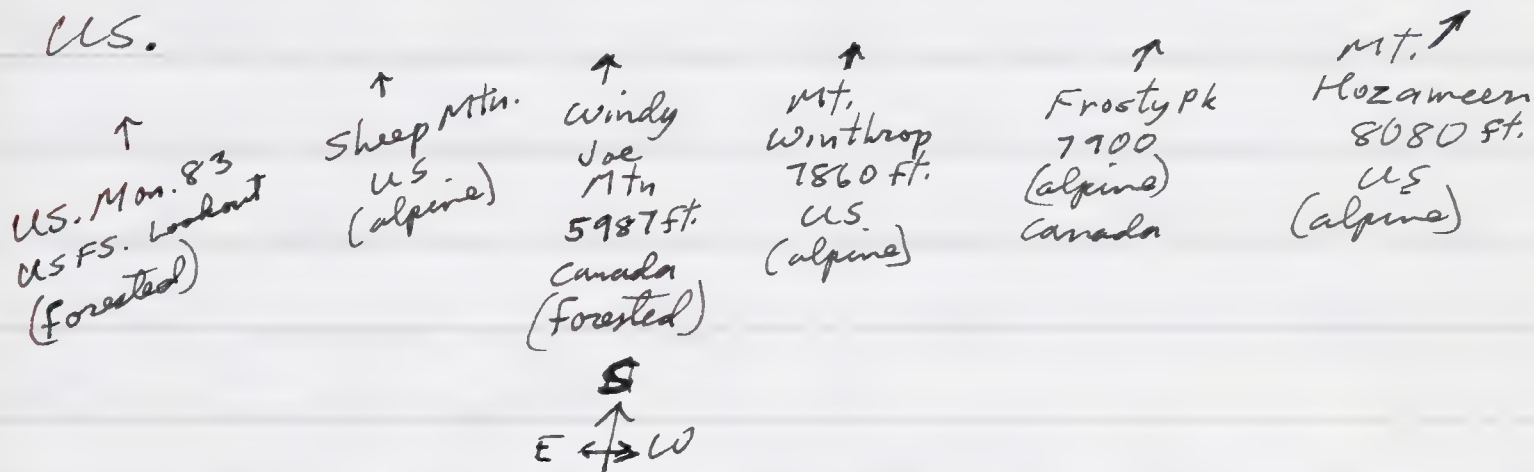 US.
U.S. Mon. 83
USFS. Lookout
(forested)
Sheep Mtn.
US
(alpine)
Windy
Joe
Mtn
5987 ft.
Canada
(forested)
Mt.
Winthrop
7860 ft.
US
(alpine)
Frosty Pk
7900
(alpine)
Canada
Mt.
Hozameen
8080 ft.
US
(alpine)
S
E W